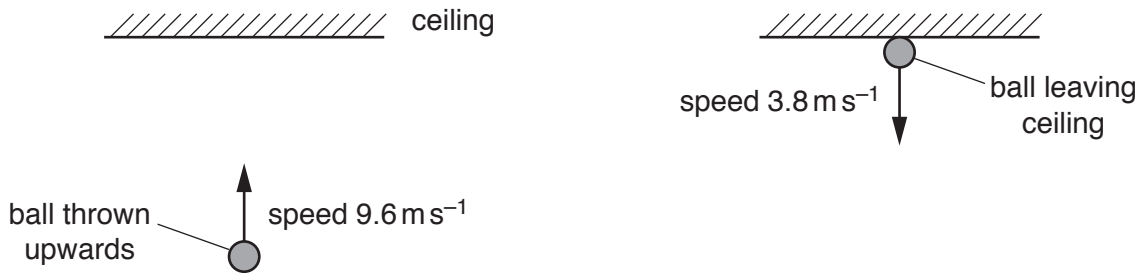 ceiling
speed 3.8 m s⁻¹
ball leaving
ceiling
ball thrown
upwards
speed 9.6 m s⁻¹